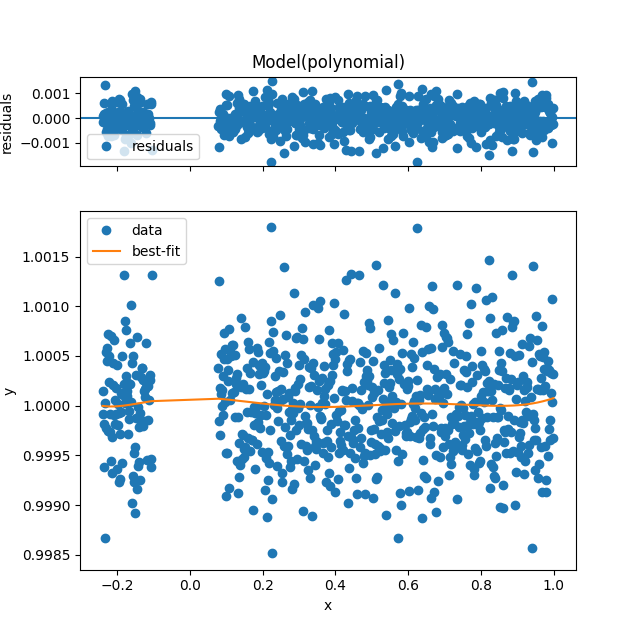 Model(polynomial)
residuals
0.001
0.000
−0.001
residuals
data
best-fit
y
1.0015
1.0010
1.0005
1.0000
0.9995
0.9990
0.9985
−0.2
0.0
0.2
0.4
0.6
0.8
1.0
x